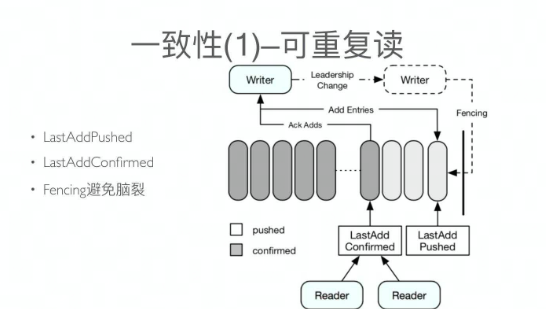 一致性(1)–可重复读
Writer
Leadership
Change
Writer
Add Entries
Fencing
Ack Adds
• LastAddPushed
• LastAddConfirmed
• Fencing避免脑裂
pushed
confirmed
LastAdd
Confirmed
LastAdd
Pushed
Reader
Reader